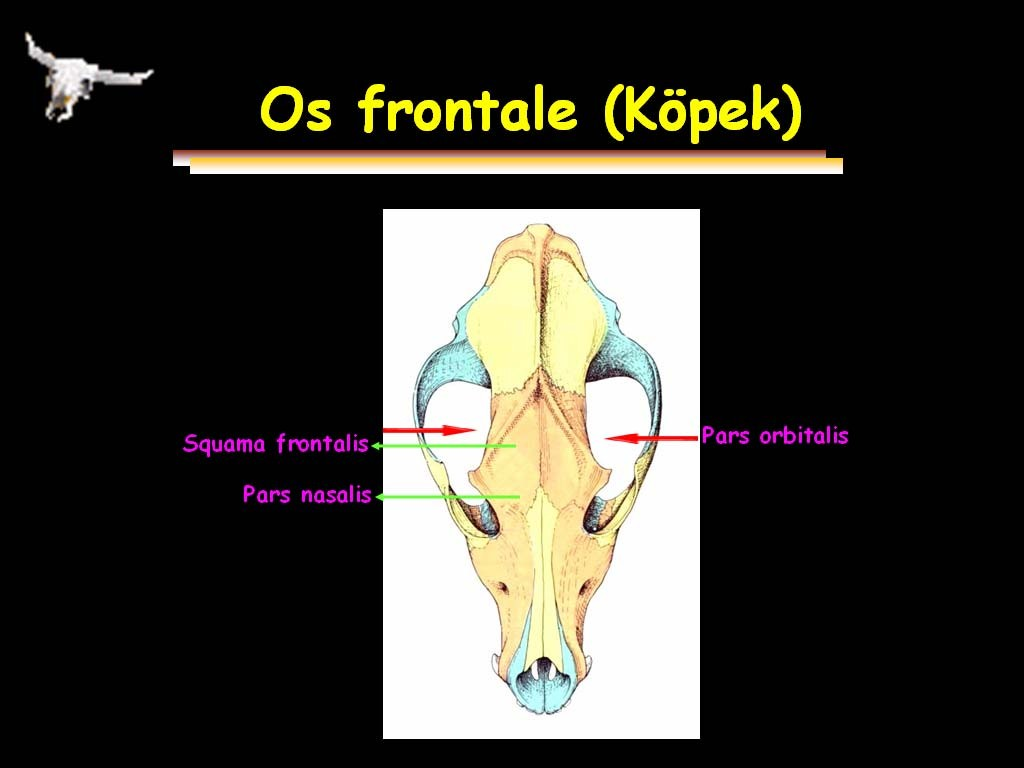 Os frontale (Köpek)
Squama frontalis
Pars orbitalis
Pars nasalis